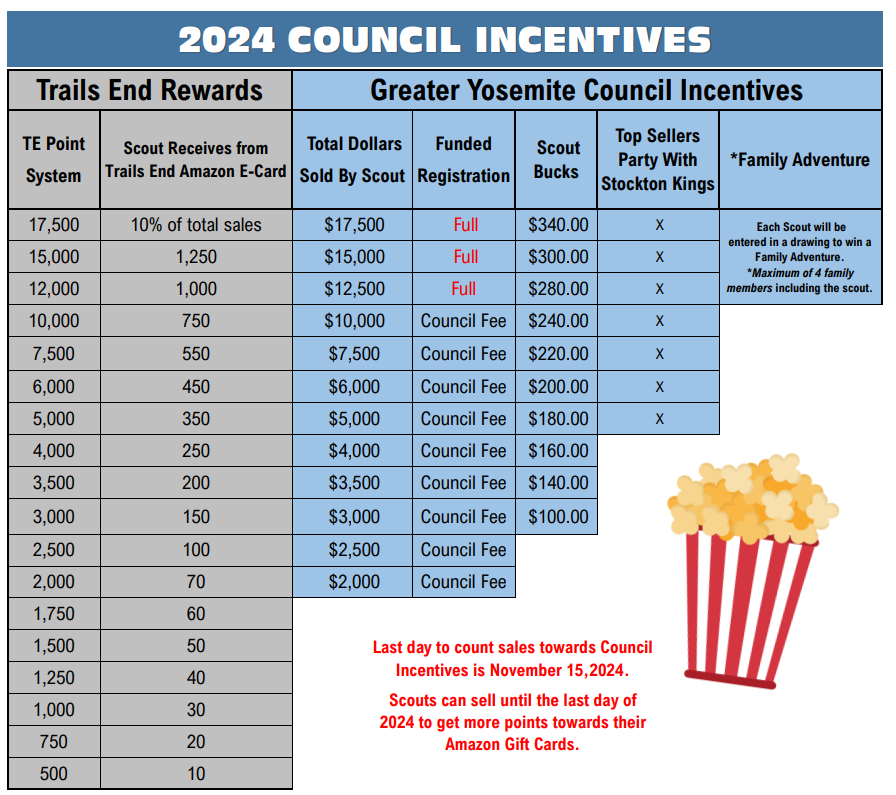 2024 COUNCIL INCENTIVES
Trails End Rewards Greater Yosemite Council Incentives
TE Point System Scout Receives from Trails End Amazon E-Card Total Dollars Sold By Scout Funded Registration Scout Bucks Top Sellers Party With Stockton Kings *Family Adventure
17,500 10% of total sales $17,500 Full $340.00 X
15,000 1,250 $15,000 Full $300.00 X
12,000 1,000 $12,500 Full $280.00 X
Each Scout will be
entered in a drawing to win a
Family Adventure.
*Maximum of 4 family
members including the scout.
10,000 750 $10,000 Council Fee $240.00 X
7,500 550 $7,500 Council Fee $220.00 X
6,000 450 $6,000 Council Fee $200.00 X
5,000 350 $5,000 Council Fee $180.00 X
4,000 250 $4,000 Council Fee $160.00
3,500 200 $3,500 Council Fee $140.00
3,000 150 $3,000 Council Fee $100.00
2,500 100 $2,500 Council Fee
2,000 70 $2,000 Council Fee
1,750 60
1,500 50
1,250 40
1,000 30
750 20
500 10
Last day to count sales towards Council
Incentives is November 15,2024.
Scouts can sell until the last day of
2024 to get more points towards their
Amazon Gift Cards.